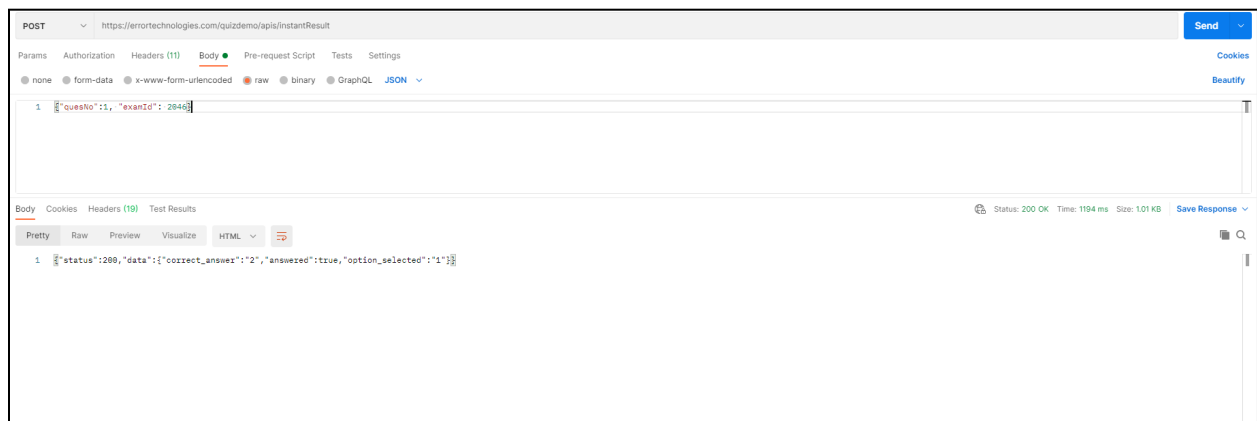 POST https://errortechnologies.com/quizdemo/apis/instantResult Send
Params Authorization Headers (11) Body Pre-request Script Tests Settings Cookies
none form-data x-www-form-urlencoded raw binary GraphQL JSON Beautify
1 {"quesNo":1, "examId": 2046}
Body Cookies Headers (19) Test Results Status: 200 OK Time: 1194 ms Size: 1.01 KB Save Response
Pretty Raw Preview Visualize HTML
1 {"status":200,"data":{"correct_answer":"2","answered":true,"option_selected":"1"}}